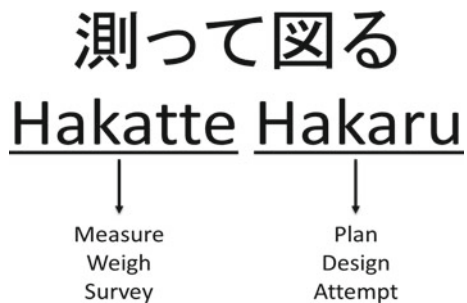 測って図る
Hakatte Hakaru
Measure Plan
Weigh Design
Survey Attempt